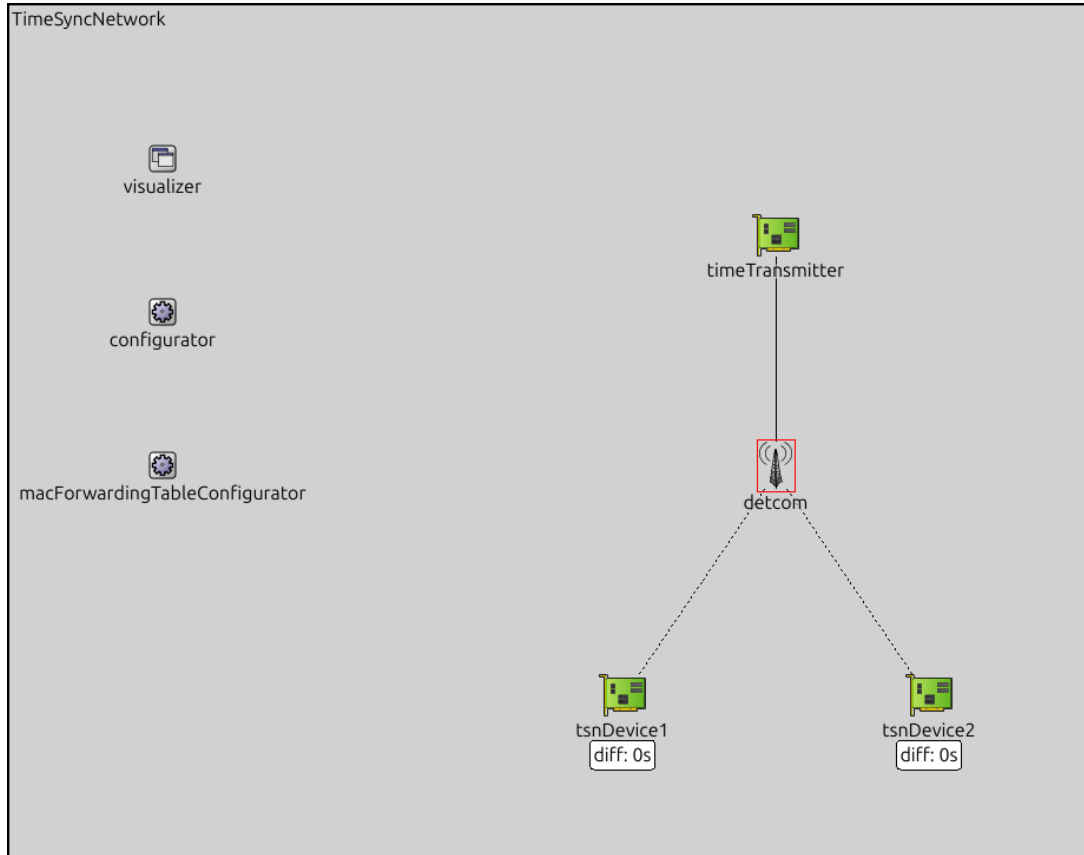 TimeSyncNetwork
visualizer
timeTransmitter
configurator
macForwardingTableConfigurator
detcom
tsnDevice1
tsnDevice2
diff: 0s
diff: 0s